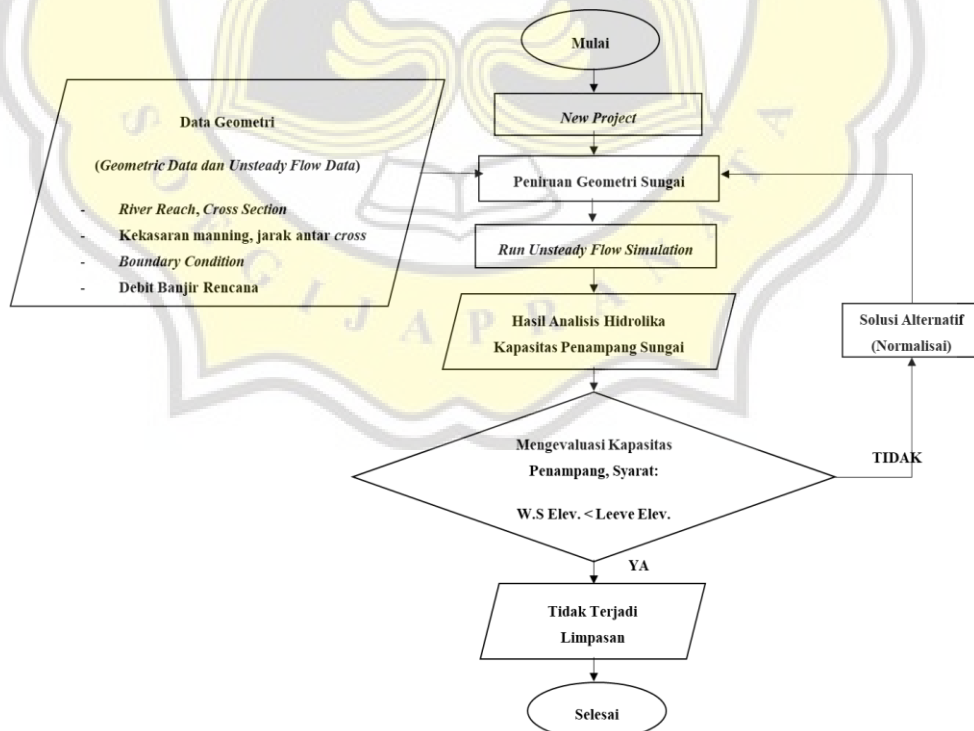 Mulai
New Project
Data Geometri
(Geometric Data dan Unsteady Flow Data)
- River Reach, Cross Section
- Kekasaran manning, jarak antar cross
- Boundary Condition
- Debit Banjir Rencana
Peniruan Geometri Sungai
Run Unsteady Flow Simulation
Hasil Analisis Hidrolika
Kapasitas Penampang Sungai
Solusi Alternatif
(Normalisai)
Mengevaluasi Kapasitas
Penampang, Syarat:
W.S Elev. < Leeve Elev.
TIDAK
YA
Tidak Terjadi
Limpasan
Selesai
SOEGIJAPRANATA